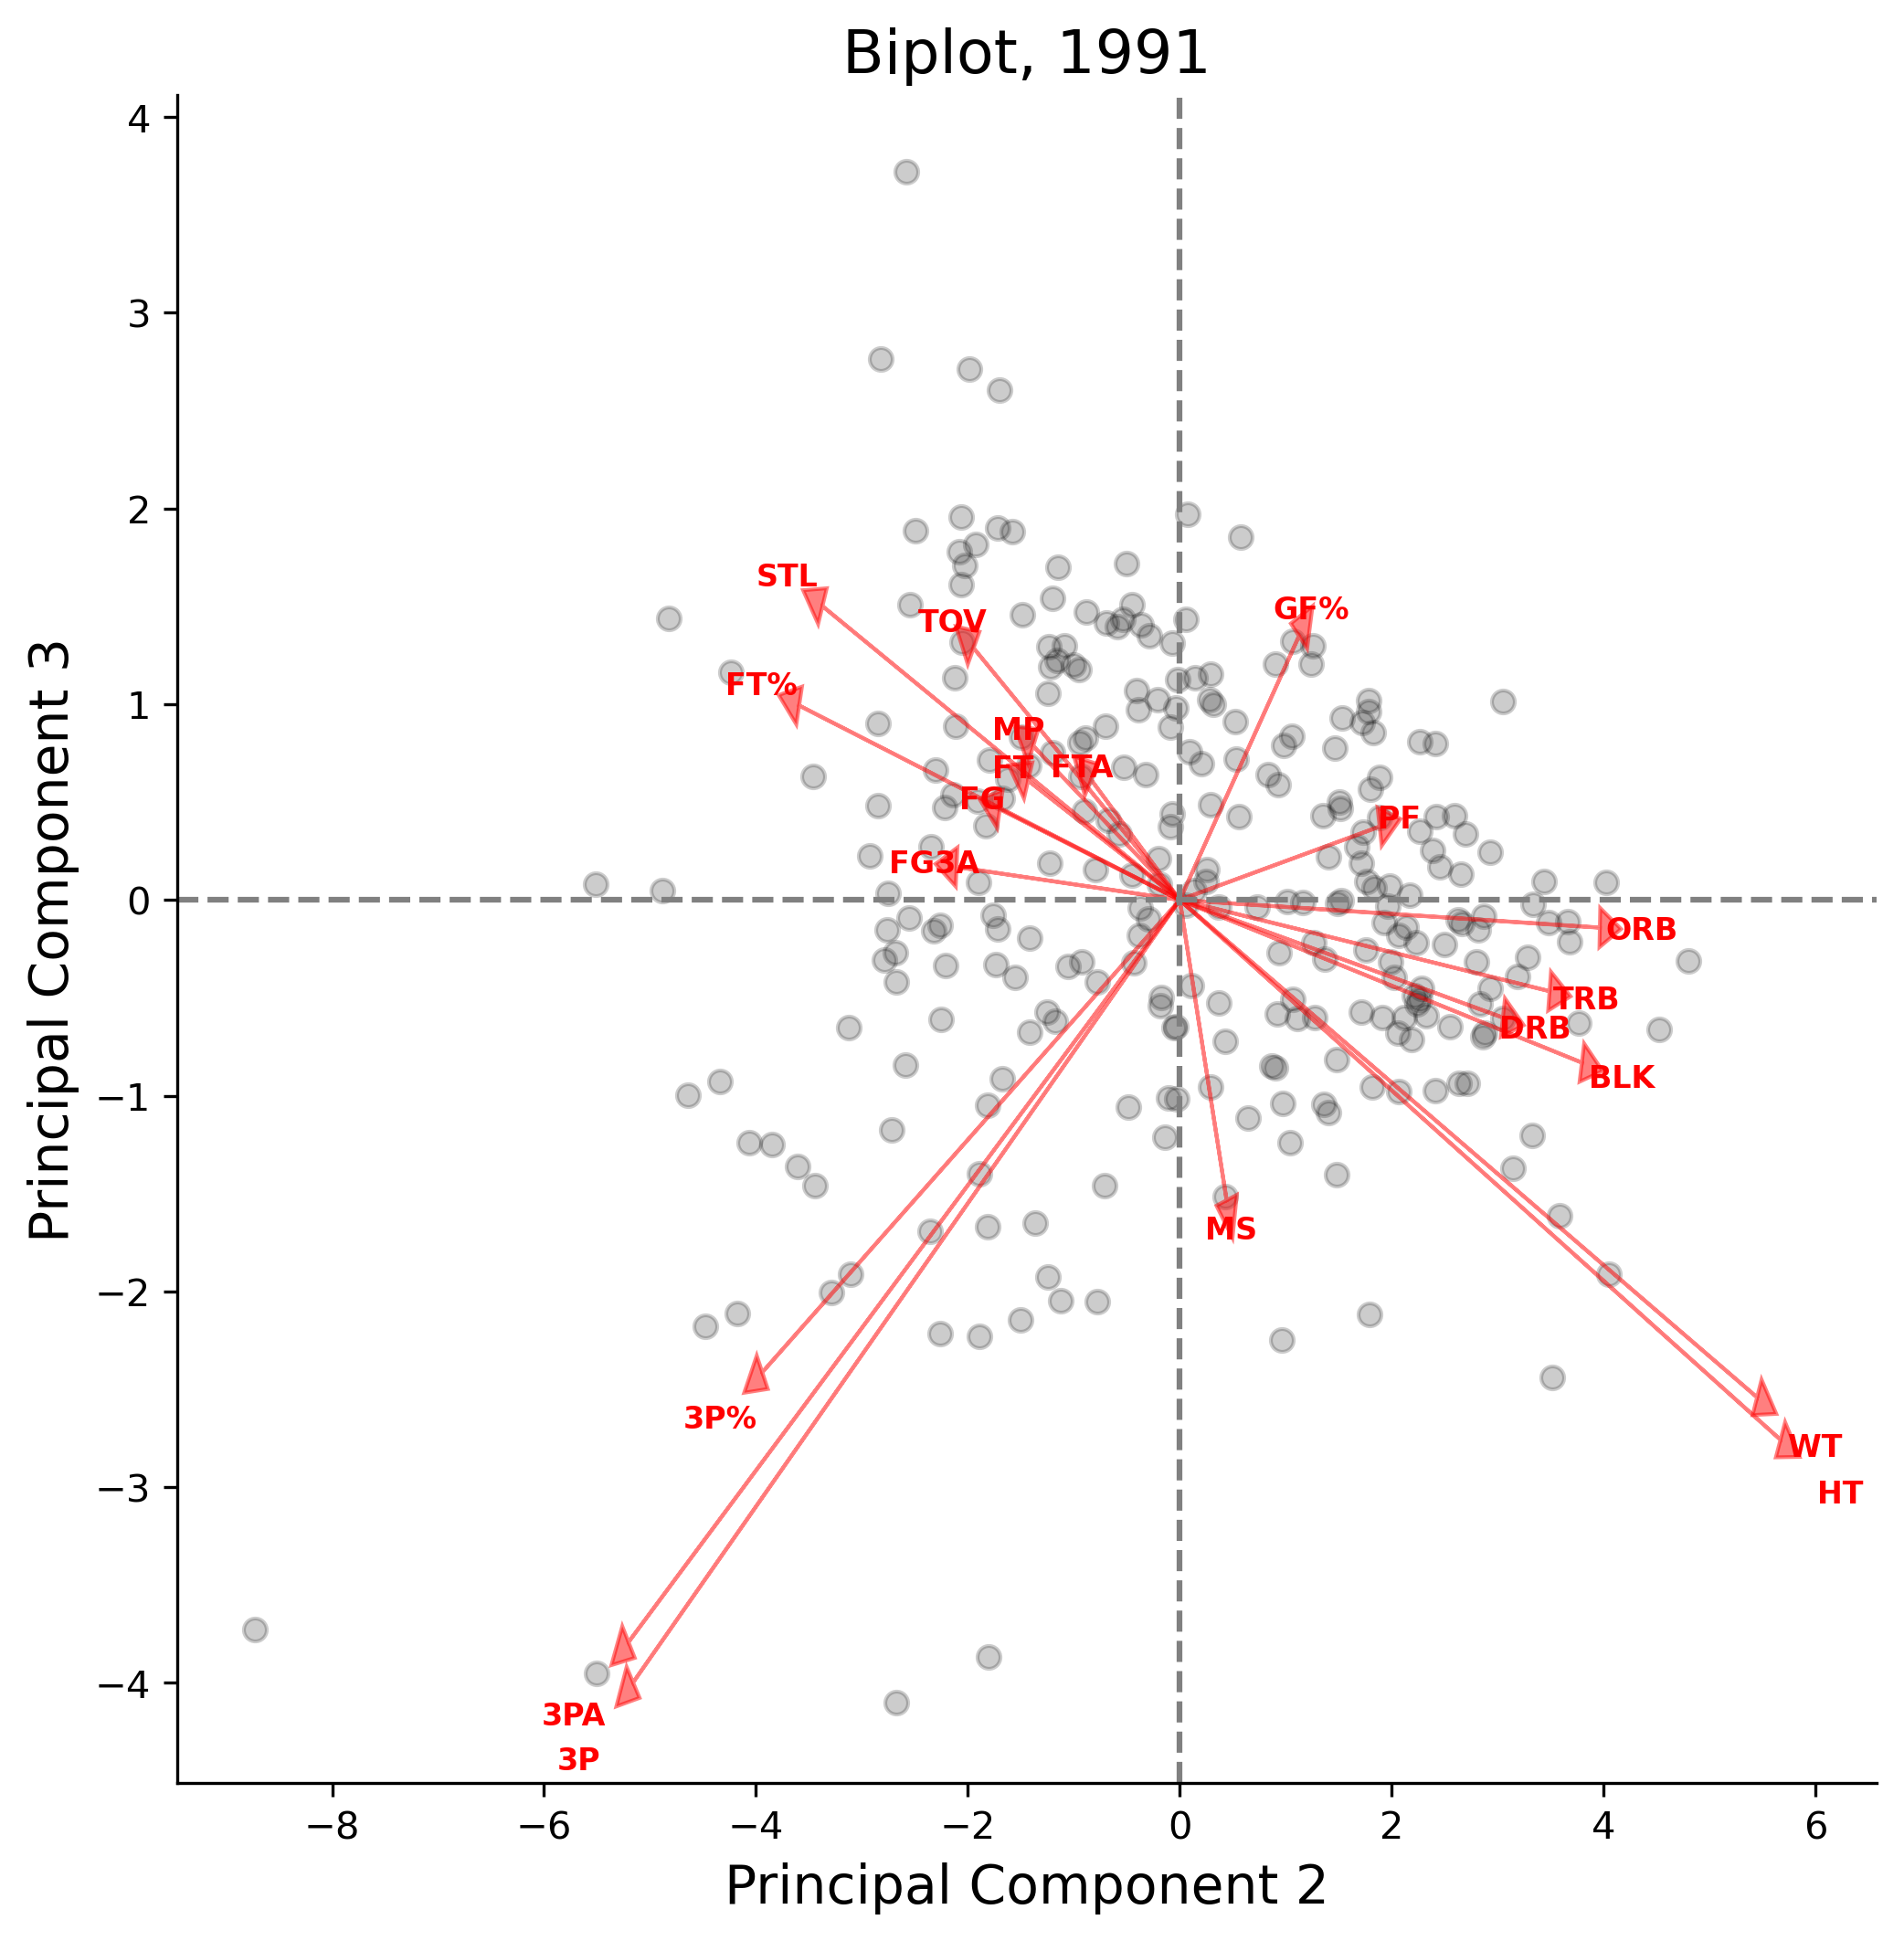 Biplot, 1991
Principal Component 3
4
3
2
1
0
−1
−2
−3
−4
STL
GF%
TOV
FT%
MP
FT
FTA
FG
PF
FG3A
ORB
TRB
DRB
BLK
MS
3P%
WT
HT
3PA
3P
−8
−6
−4
−2
0
2
4
6
Principal Component 2